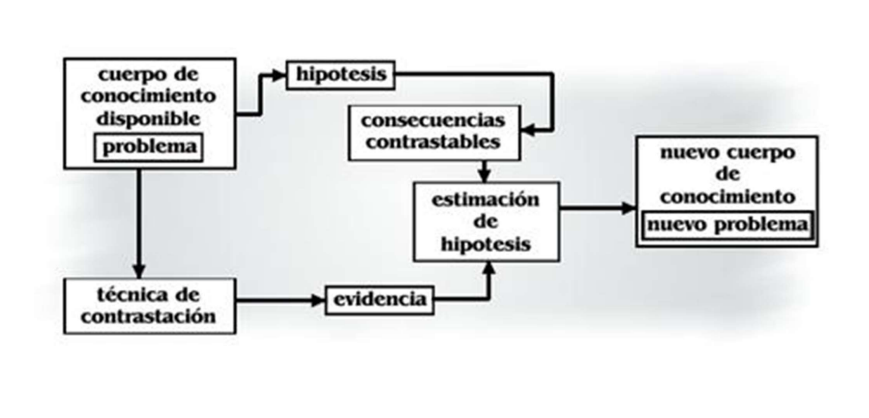 cuerpo de
conocimiento
disponible
problema
hipotesis
consecuencias
contrastables
estimación
de
hipotesis
nuevo cuerpo
de
conocimiento
nuevo problema
técnica de
contrastación
evidencia